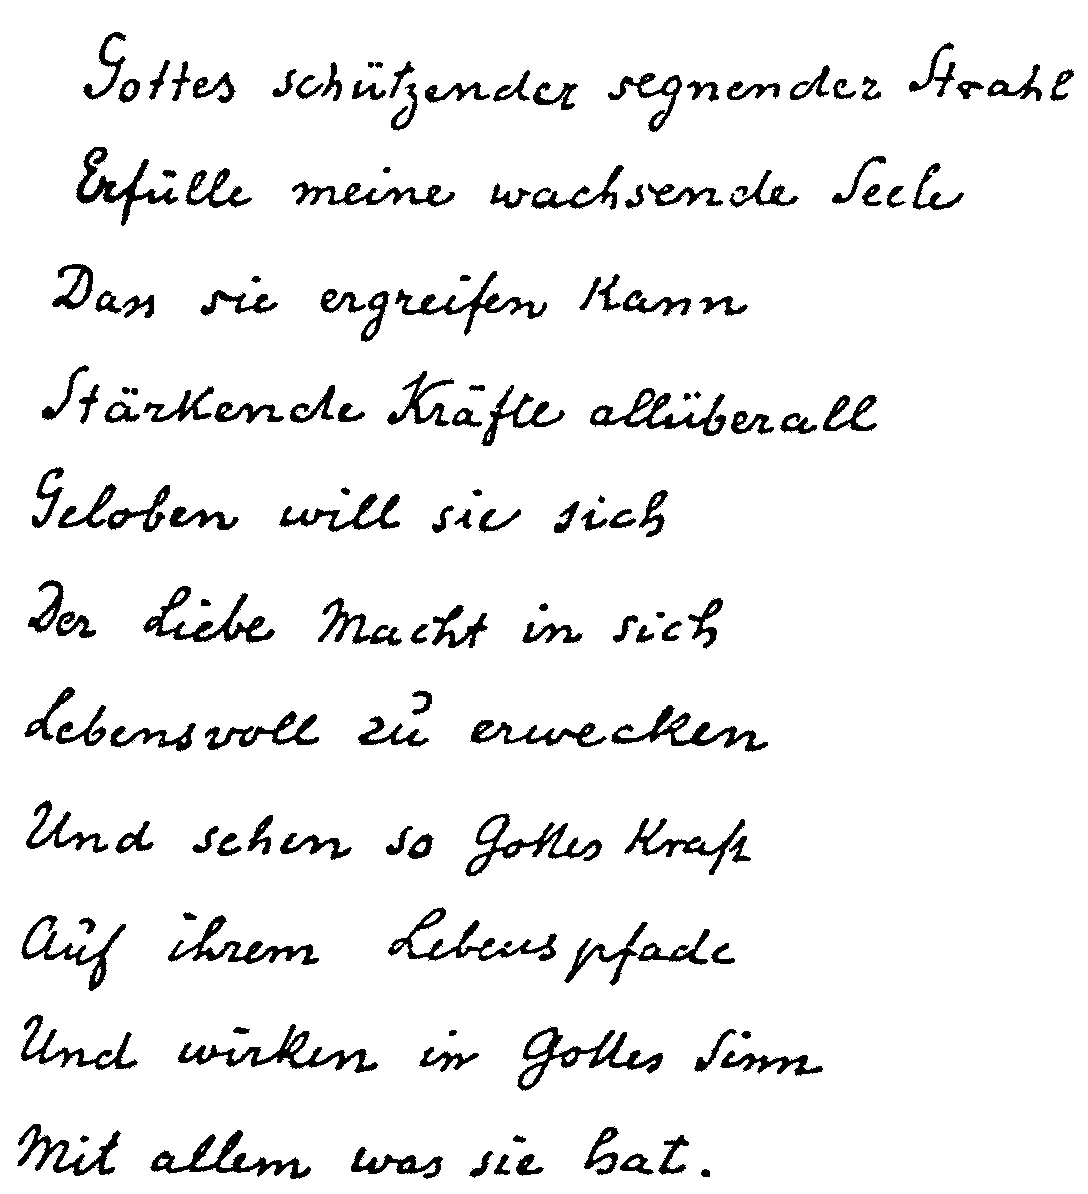 Gottes schützender segnender Strahl
Erfülle meine wachsende Seele
Dass sie ergreifen kann
Stärkende Kräfte allüberall
Geloben will sie sich
Der Liebe Macht in sich
Lebensvoll zu erwecken
Und sehen so Gottes Kraft
Auf ihrem Lebenspfade
Und wirken in Gottes Sinn
Mit allem was sie hat.